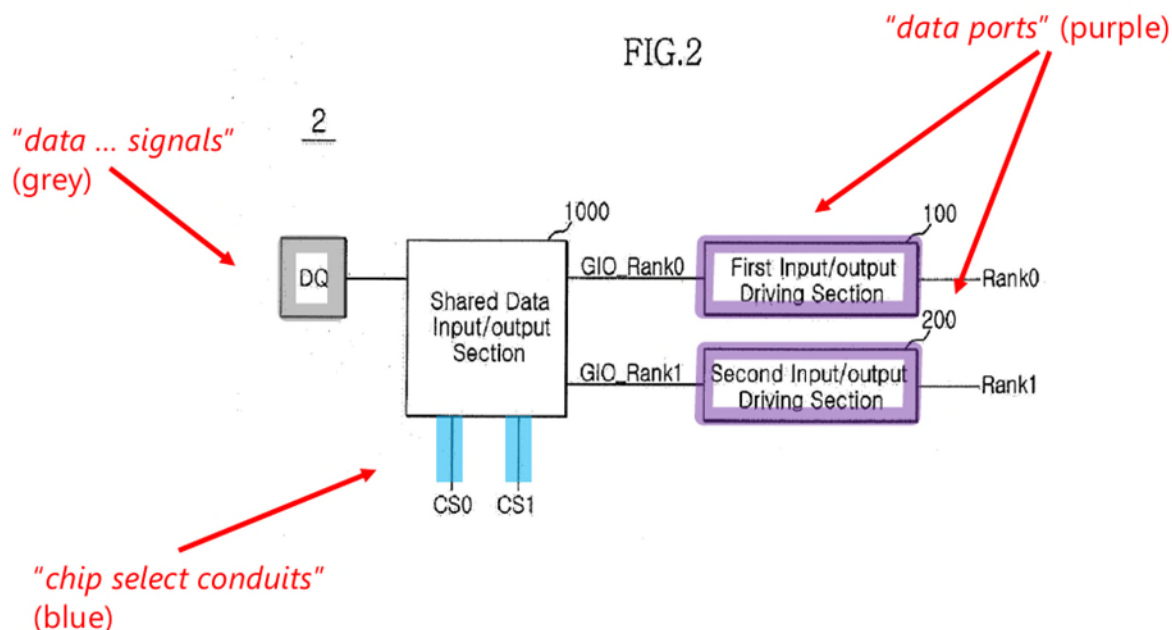 "data ports" (purple)
FIG.2
2
"data ... signals"
(grey)
1000
100
DQ
GIO_Rank0
First Input/output
Driving Section
Rank0
Shared Data
Input/output
Section
200
GIO_Rank1
Second Input/output
Driving Section
Rank1
CS0
CS1
"chip select conduits"
(blue)